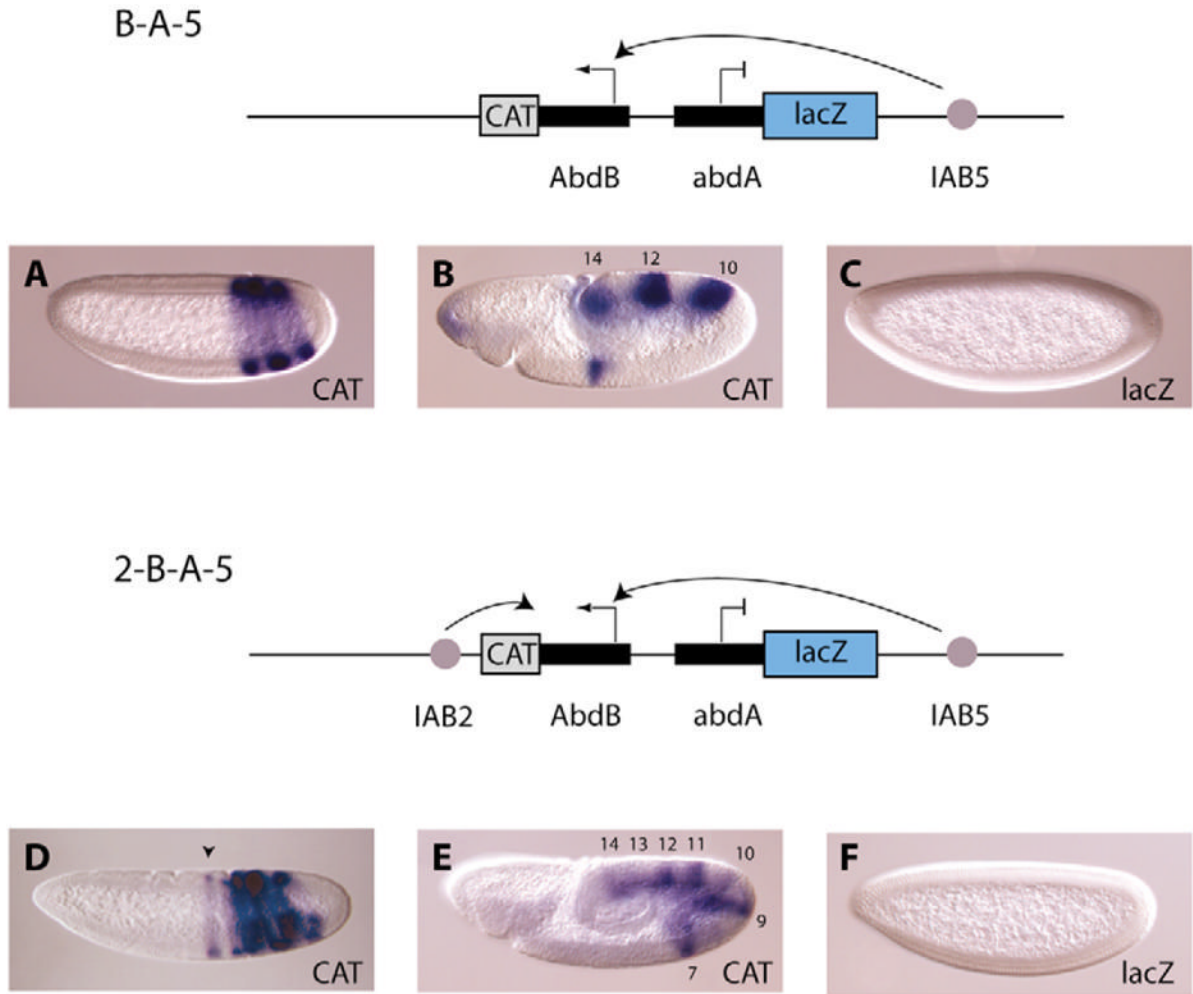 B-A-5
CAT
lacZ
AbdB
abdA
IAB5
A
CAT
B
14
12
10
CAT
C
lacZ
2-B-A-5
CAT
lacZ
IAB2
AbdB
abdA
IAB5
D
CAT
E
14 13 12 11
10
9
7
CAT
F
lacZ